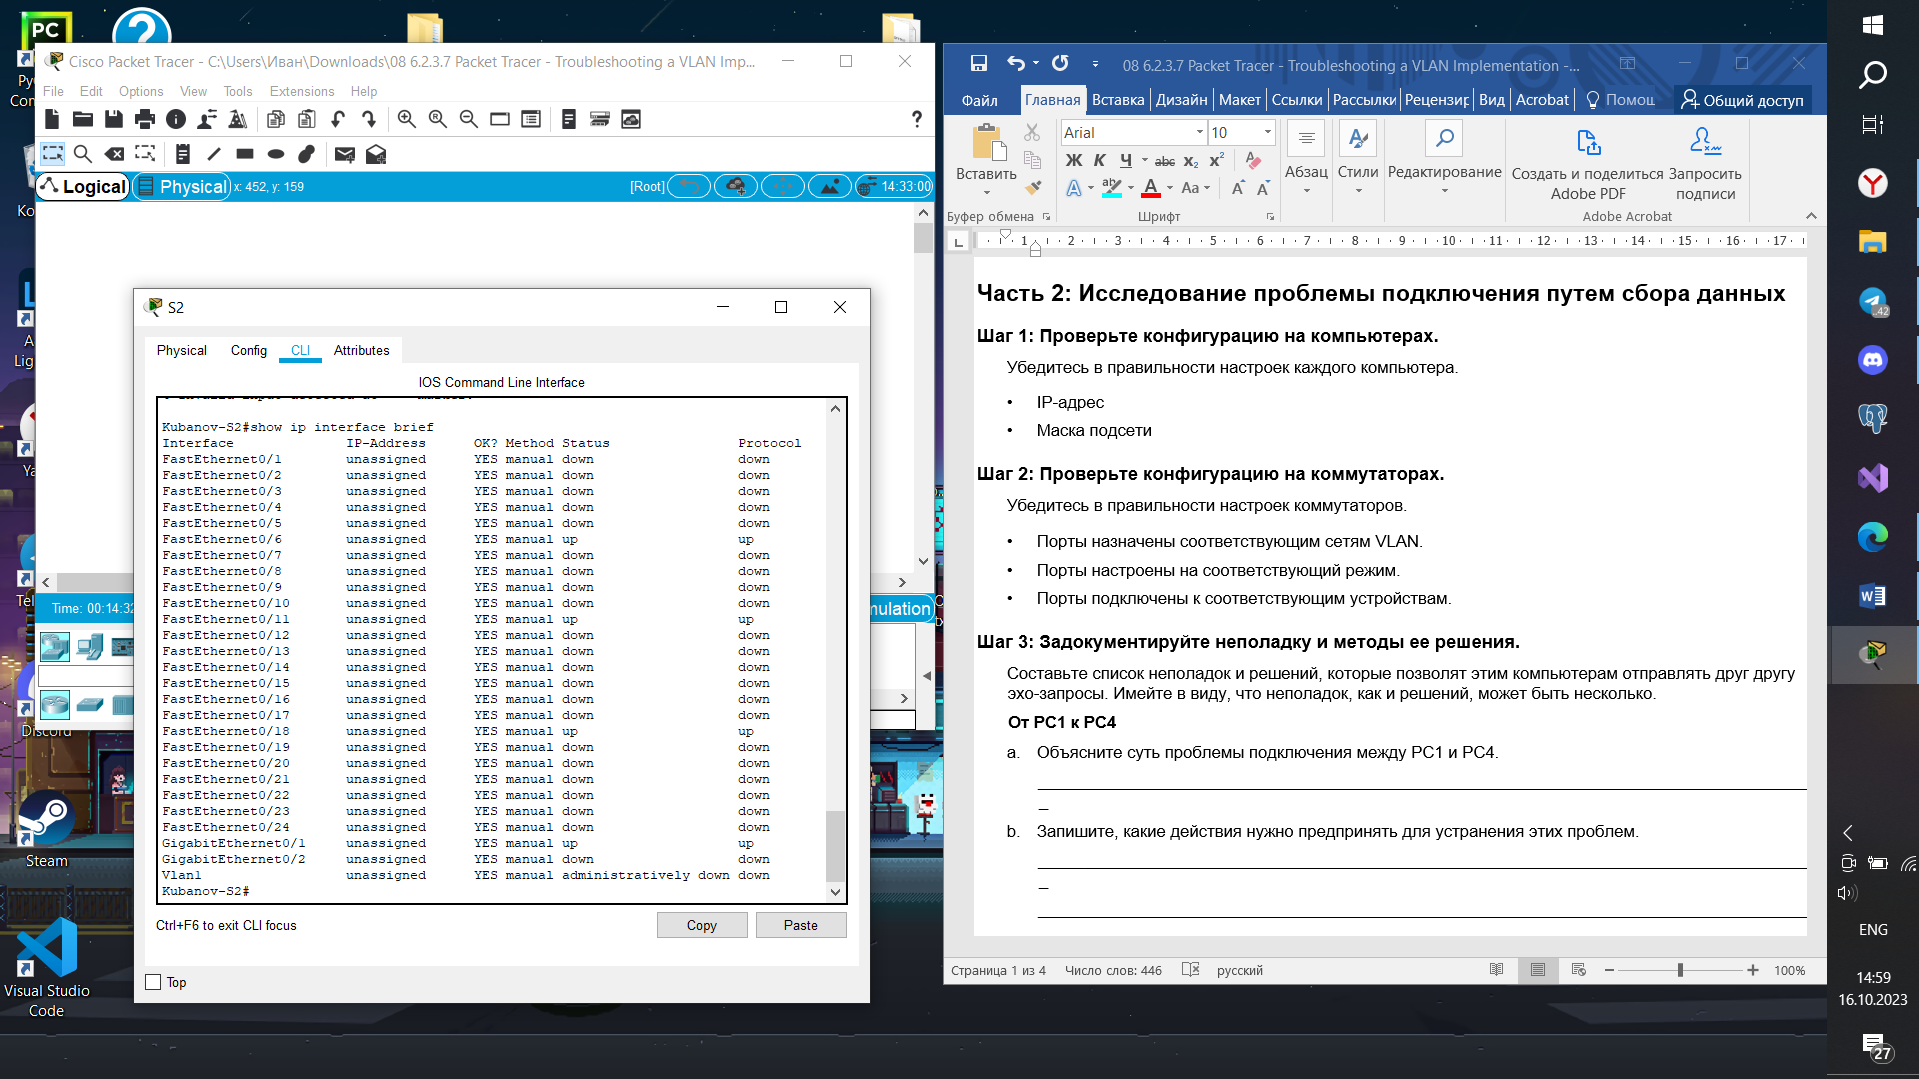 Cisco Packet Tracer - C:\Users\Иван\Downloads\08 6.2.3.7 Packet Tracer - Troubleshooting a VLAN Imp...
File Edit Options View Tools Extensions Help
Logical Physical x: 452, y: 159 [Root] 14:33:00
Time: 00:14:32
mulation
S2
Physical Config CLI Attributes
IOS Command Line Interface
Kubanov-S2#show ip interface brief
Interface IP-Address OK? Method Status Protocol
FastEthernet0/1 unassigned YES manual down down
FastEthernet0/2 unassigned YES manual down down
FastEthernet0/3 unassigned YES manual down down
FastEthernet0/4 unassigned YES manual down down
FastEthernet0/5 unassigned YES manual down down
FastEthernet0/6 unassigned YES manual up up
FastEthernet0/7 unassigned YES manual down down
FastEthernet0/8 unassigned YES manual down down
FastEthernet0/9 unassigned YES manual down down
FastEthernet0/10 unassigned YES manual down down
FastEthernet0/11 unassigned YES manual up up
FastEthernet0/12 unassigned YES manual down down
FastEthernet0/13 unassigned YES manual down down
FastEthernet0/14 unassigned YES manual down down
FastEthernet0/15 unassigned YES manual down down
FastEthernet0/16 unassigned YES manual down down
FastEthernet0/17 unassigned YES manual down down
FastEthernet0/18 unassigned YES manual up up
FastEthernet0/19 unassigned YES manual down down
FastEthernet0/20 unassigned YES manual down down
FastEthernet0/21 unassigned YES manual down down
FastEthernet0/22 unassigned YES manual down down
FastEthernet0/23 unassigned YES manual down down
FastEthernet0/24 unassigned YES manual down down
GigabitEthernet0/1 unassigned YES manual up up
GigabitEthernet0/2 unassigned YES manual down down
Vlan1 unassigned YES manual administratively down down
Kubanov-S2#
Ctrl+F6 to exit CLI focus Copy Paste
Top
Discord
Steam
Visual Studio
Code
08 6.2.3.7 Packet Tracer - Troubleshooting a VLAN Implementation -...
Файл Главная Вставка Дизайн Макет Ссылки Рассылки Рецензир Вид Acrobat Помощ Общий доступ
Arial 10
Вставить Абзац Стили Редактирование Создать и поделиться Adobe PDF Запросить подписи
Буфер обмена Шрифт Adobe Acrobat
1 2 3 4 5 6 7 8 9 10 11 12 13 14 15 16 17
Часть 2: Исследование проблемы подключения путем сбора данных
Шаг 1: Проверьте конфигурацию на компьютерах.
Убедитесь в правильности настроек каждого компьютера.
• IP-адрес
• Маска подсети
Шаг 2: Проверьте конфигурацию на коммутаторах.
Убедитесь в правильности настроек коммутаторов.
• Порты назначены соответствующим сетям VLAN.
• Порты настроены на соответствующий режим.
• Порты подключены к соответствующим устройствам.
Шаг 3: Задокументируйте неполадку и методы ее решения.
Составьте список неполадок и решений, которые позволят этим компьютерам отправлять друг другу
эхо-запросы. Имейте в виду, что неполадок, как и решений, может быть несколько.
От PC1 к PC4
a. Объясните суть проблемы подключения между PC1 и PC4.
b. Запишите, какие действия нужно предпринять для устранения этих проблем.
Страница 1 из 4 Число слов: 446 русский 100%
42
ENG
14:59
16.10.2023
27